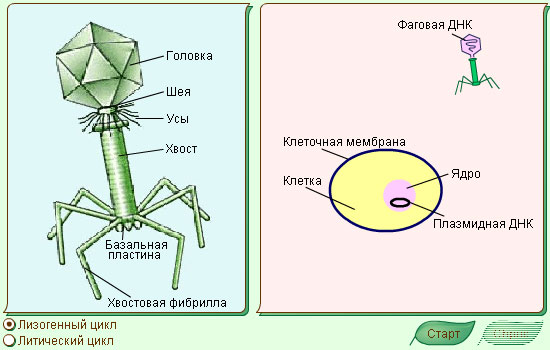 Головка
Шея
Усы
Хвост
Базальная
пластина
Хвостовая фибрилла
Фаговая ДНК
Клеточная мембрана
Клетка
Ядро
Плазмидная ДНК
Лизогенный цикл
Литический цикл
Старт